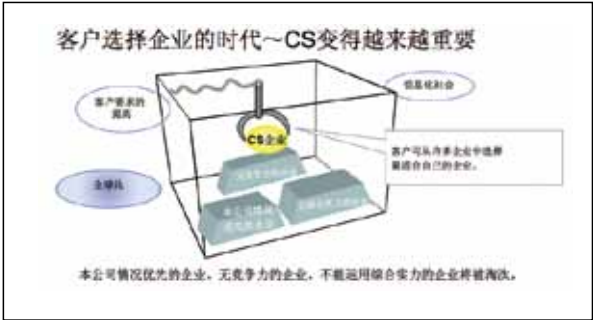 客户选择企业的时代～CS变得越来越重要
信息化社会
客户要求的
提高
CS企业
客户可从许多企业中选择
最适合自己的企业。
全球化
本公司情况优先的企业、无竞争力的企业、不能运用综合实力的企业将被淘汰。